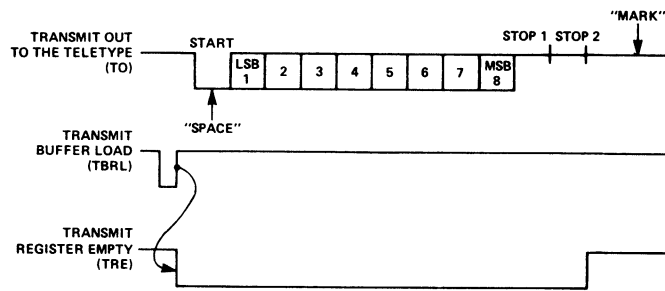 "MARK"
TRANSMIT OUT
TO THE TELETYPE
(TO)
START
STOP 1
STOP 2
LSB
1
2
3
4
5
6
7
MSB
8
"SPACE"
TRANSMIT
BUFFER LOAD
(TBRL)
TRANSMIT
REGISTER EMPTY
(TRE)